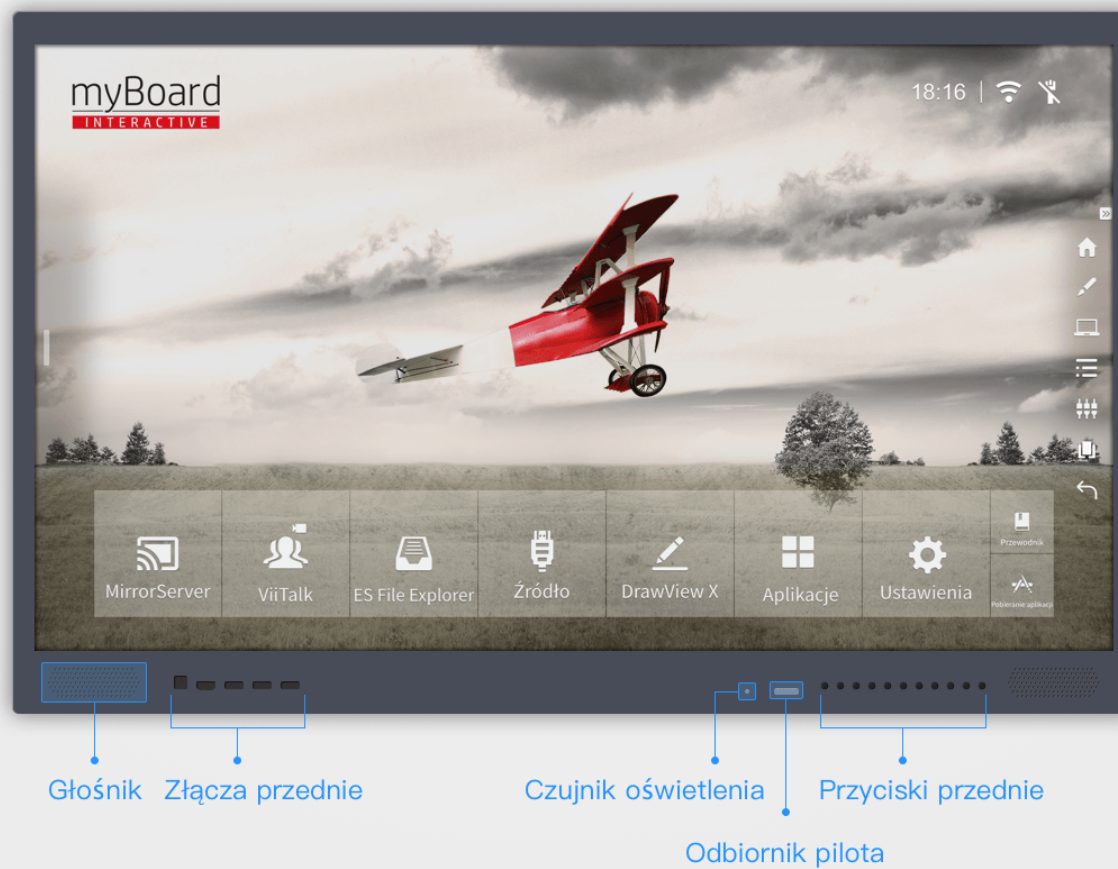 myBoard
INTERACTIVE
18:16
MirrorServer
ViiTalk
ES File Explorer
Źródło
DrawView X
Aplikacje
Ustawienia
Przewodnik
Pobieranie aplikacji
Głośnik
Złącza przednie
Czujnik oświetlenia
Przyciski przednie
Odbiornik pilota